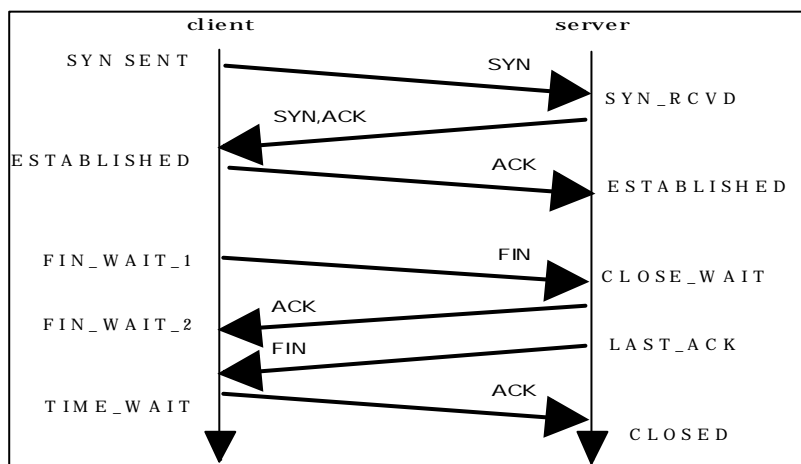 client
server
SYN SENT
SYN
SYN_RCVD
SYN,ACK
ESTABLISHED
ACK
ESTABLISHED
FIN_WAIT_1
FIN
CLOSE_WAIT
ACK
FIN_WAIT_2
FIN
LAST_ACK
TIME_WAIT
ACK
CLOSED